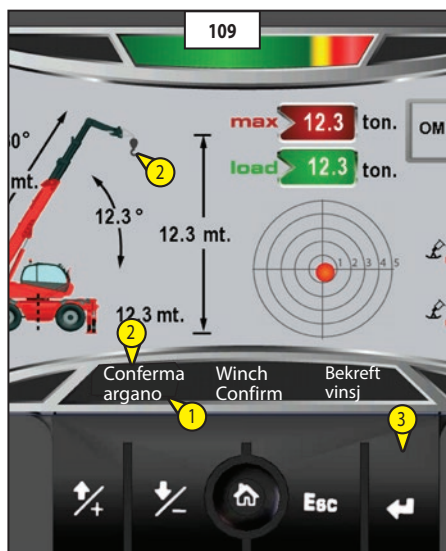 109
max 12.3 ton.
OM
load 12.3 ton.
0°
mt.
2
12.3 °
12.3 mt.
1 2 3 4 5
12.3 mt.
2
Conferma argano
Winch Confirm
Bekreft vinsj
1
3
+
−
Esc